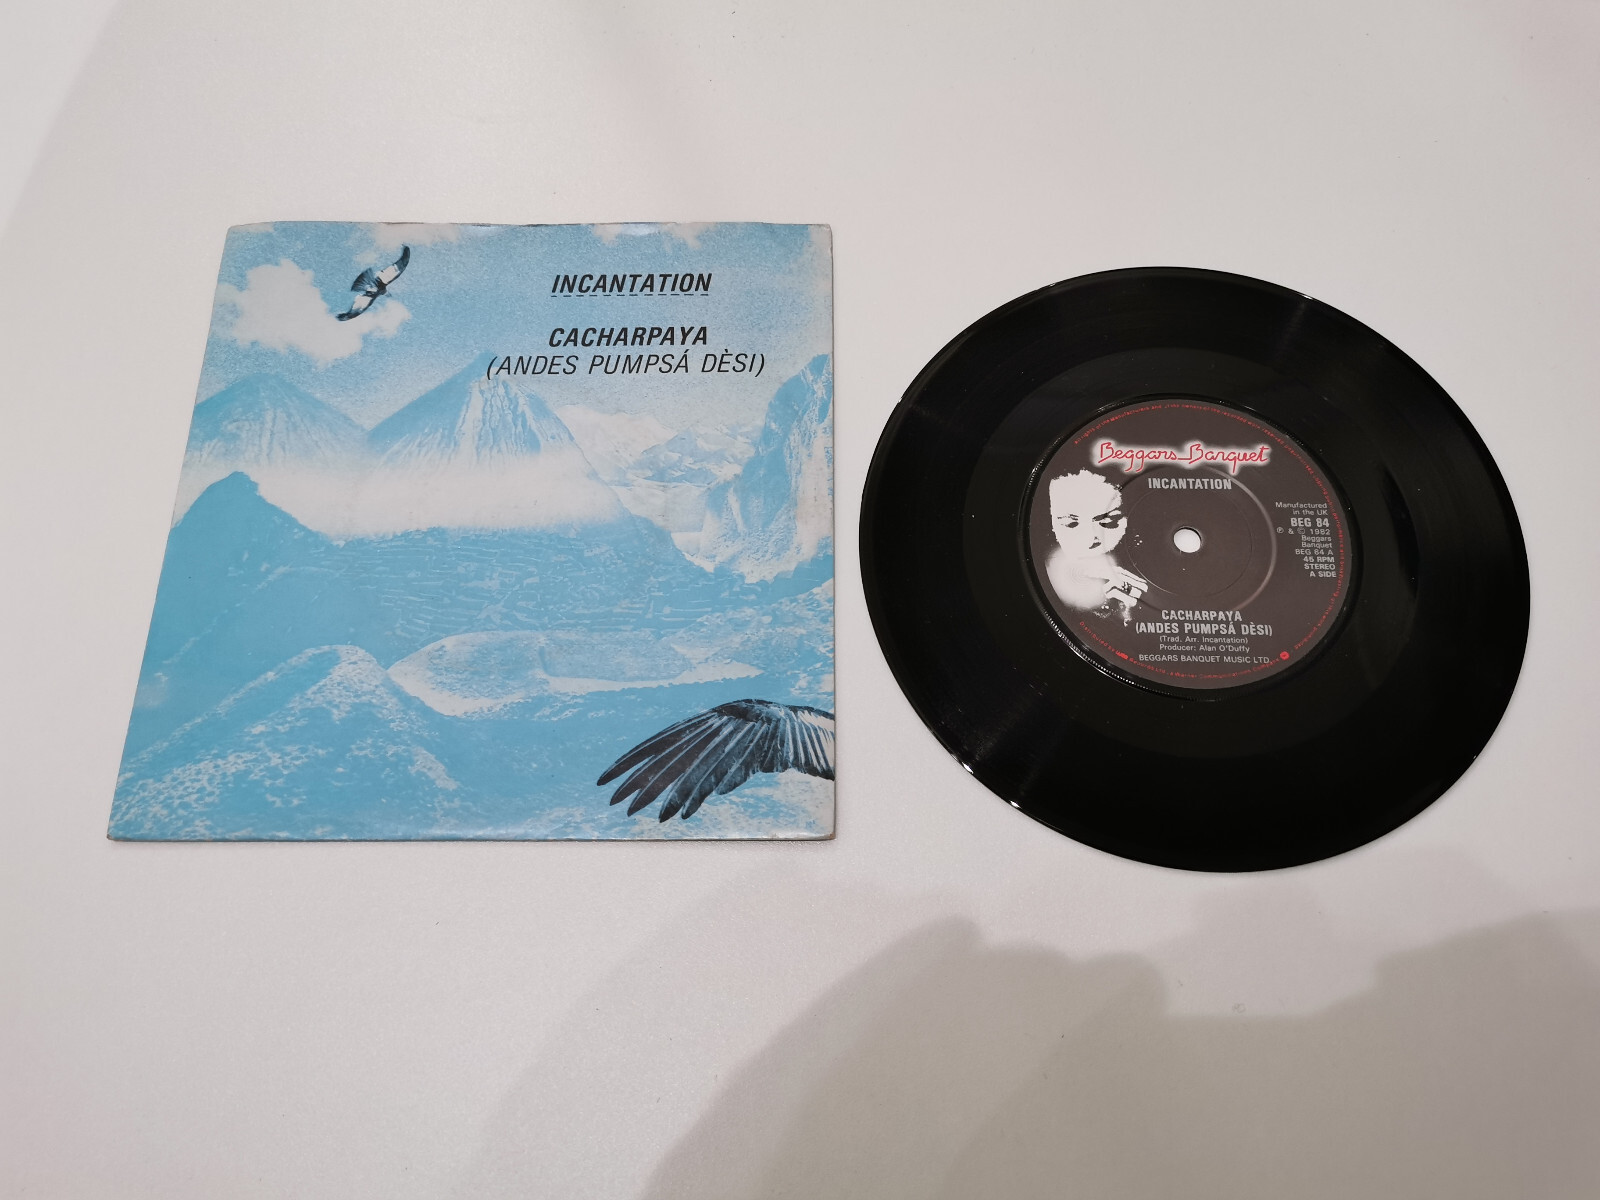 INCANTATION
CACHARPAYA
(ANDES PUMPSÁ DÈSI)
Beggars Banquet
INCANTATION
Manufactured
in the UK
BEG 84
℗ & © 1982
Beggars
Banquet
BEG 84 A
45 RPM
STEREO
A SIDE
CACHARPAYA
(ANDES PUMPSÁ DÈSI)
(Trad. Arr. Incantation)
Producer: Alan O'Duffy
BEGGARS BANQUET MUSIC LTD.